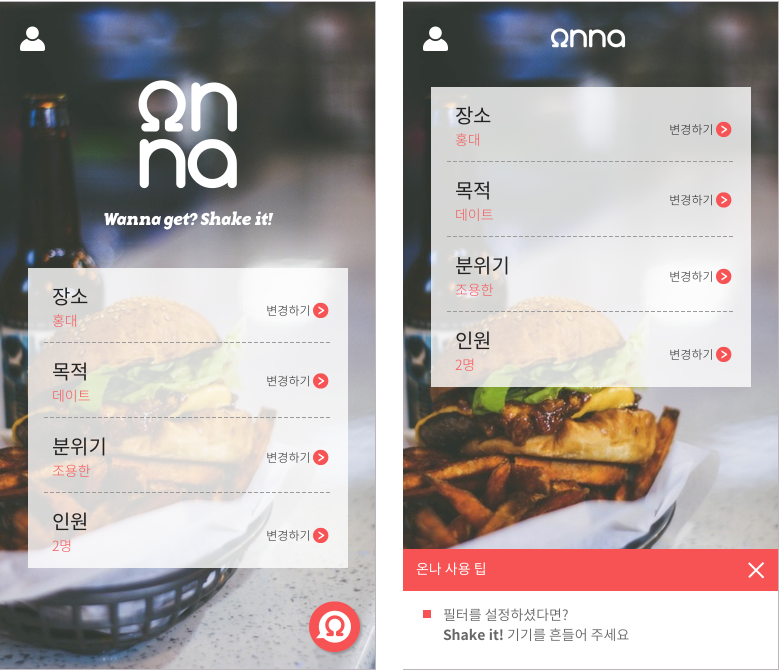 onna
Wanna get? Shake it!
장소
홍대
변경하기
목적
데이트
변경하기
분위기
조용한
변경하기
인원
2명
변경하기
onna
장소
홍대
변경하기
목적
데이트
변경하기
분위기
조용한
변경하기
인원
2명
변경하기
온나 사용 팁
필터를 설정하셨다면?
Shake it! 기기를 흔들어 주세요